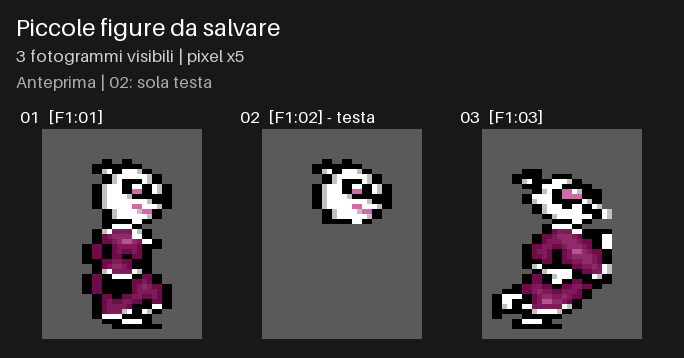 Piccole figure da salvare
3 fotogrammi visibili | pixel x5
Anteprima | 02: sola testa
01 [F1:01]
02 [F1:02] - testa
03 [F1:03]